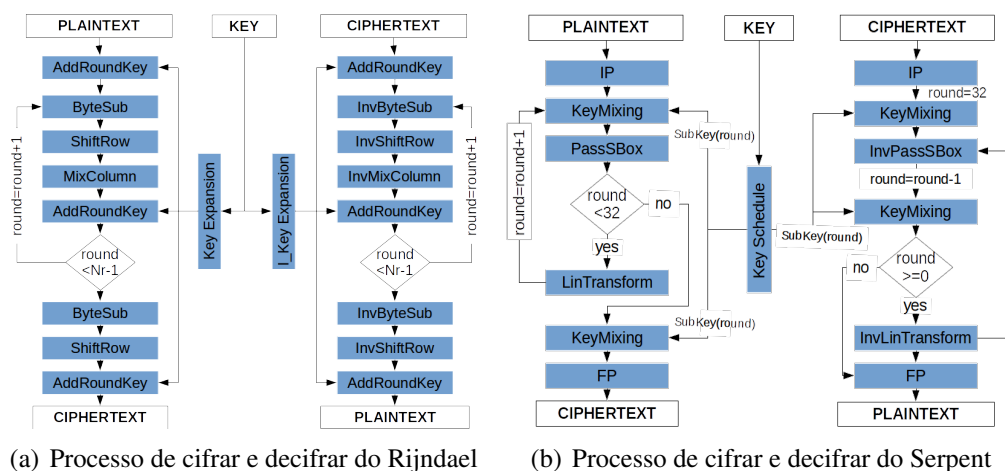 PLAINTEXT
AddRoundKey
ByteSub
ShiftRow
MixColumn
AddRoundKey
round
<Nr-1
round=round+1
ByteSub
ShiftRow
AddRoundKey
CIPHERTEXT
KEY
Key Expansion
I_Key Expansion
CIPHERTEXT
AddRoundKey
InvByteSub
InvShiftRow
InvMixColumn
AddRoundKey
round
<Nr-1
round=round+1
InvByteSub
InvShiftRow
AddRoundKey
PLAINTEXT
(a) Processo de cifrar e decifrar do Rijndael
PLAINTEXT
IP
KeyMixing
PassSBox
round
<32
no
yes
round=round+1
LinTransform
KeyMixing
FP
CIPHERTEXT
KEY
SubKey(round)
Key Schedule
SubKey(round)
SubKey(round)
CIPHERTEXT
IP
round=32
KeyMixing
InvPassSBox
round=round-1
KeyMixing
round
>=0
no
yes
InvLinTransform
FP
PLAINTEXT
(b) Processo de cifrar e decifrar do Serpent